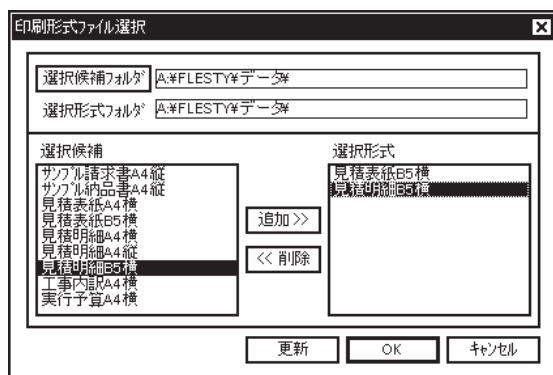 印刷形式ファイル選択
選択候補フォルダ A:¥FLESTY¥データ¥
選択形式フォルダ A:¥FLESTY¥データ¥
選択候補
サンプル請求書A4縦
サンプル納品書A4縦
見積表紙A4横
見積表紙B5横
見積明細A4横
見積明細A4縦
見積明細B5横
工事内訳A4横
実行予算A4横
追加>>
<<削除
選択形式
見積表紙B5横
見積明細B5横
更新 OK キャンセル